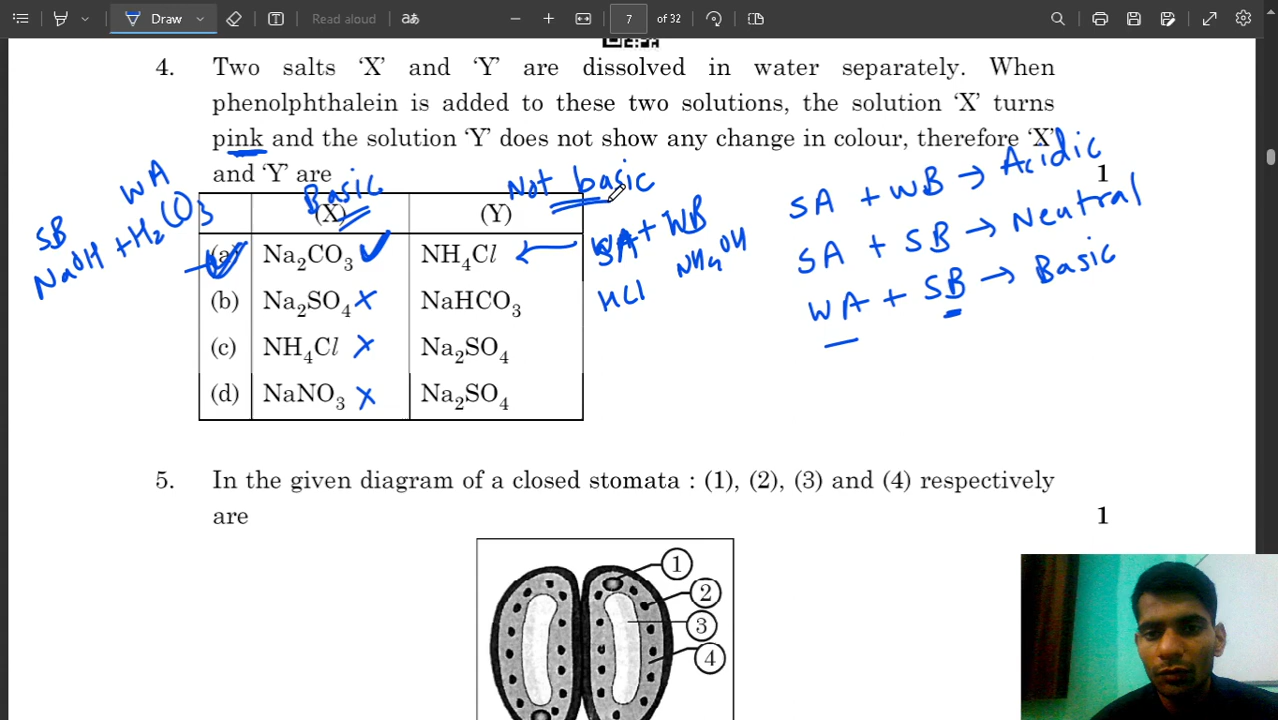 Draw
Read aloud
7 of 32
4. Two salts ‘X’ and ‘Y’ are dissolved in water separately. When
phenolphthalein is added to these two solutions, the solution ‘X’ turns
pink and the solution ‘Y’ does not show any change in colour, therefore ‘X’
and ‘Y’ are 1
Basic Not basic
(X) (Y)
(a) Na₂CO₃ NH₄Cl
(b) Na₂SO₄ NaHCO₃
(c) NH₄Cl Na₂SO₄
(d) NaNO₃ Na₂SO₄
WA
SB
NaOH + H₂CO₃
SA + WB
HCl NH₄OH
SA + WB → Acidic
SA + SB → Neutral
WA + SB → Basic
5. In the given diagram of a closed stomata : (1), (2), (3) and (4) respectively
are 1
1
2
3
4